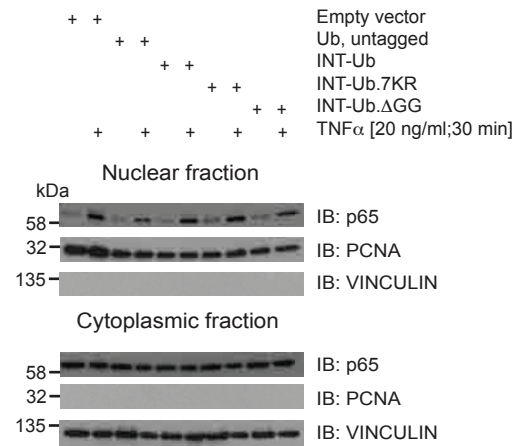 + + Empty vector
+ + Ub, untagged
+ + INT-Ub
+ + INT-Ub.7KR
+ + INT-Ub.ΔGG
+ + + + + TNFα [20 ng/ml;30 min]
Nuclear fraction
kDa
58 IB: p65
32 IB: PCNA
135 IB: VINCULIN
Cytoplasmic fraction
58 IB: p65
32 IB: PCNA
135 IB: VINCULIN